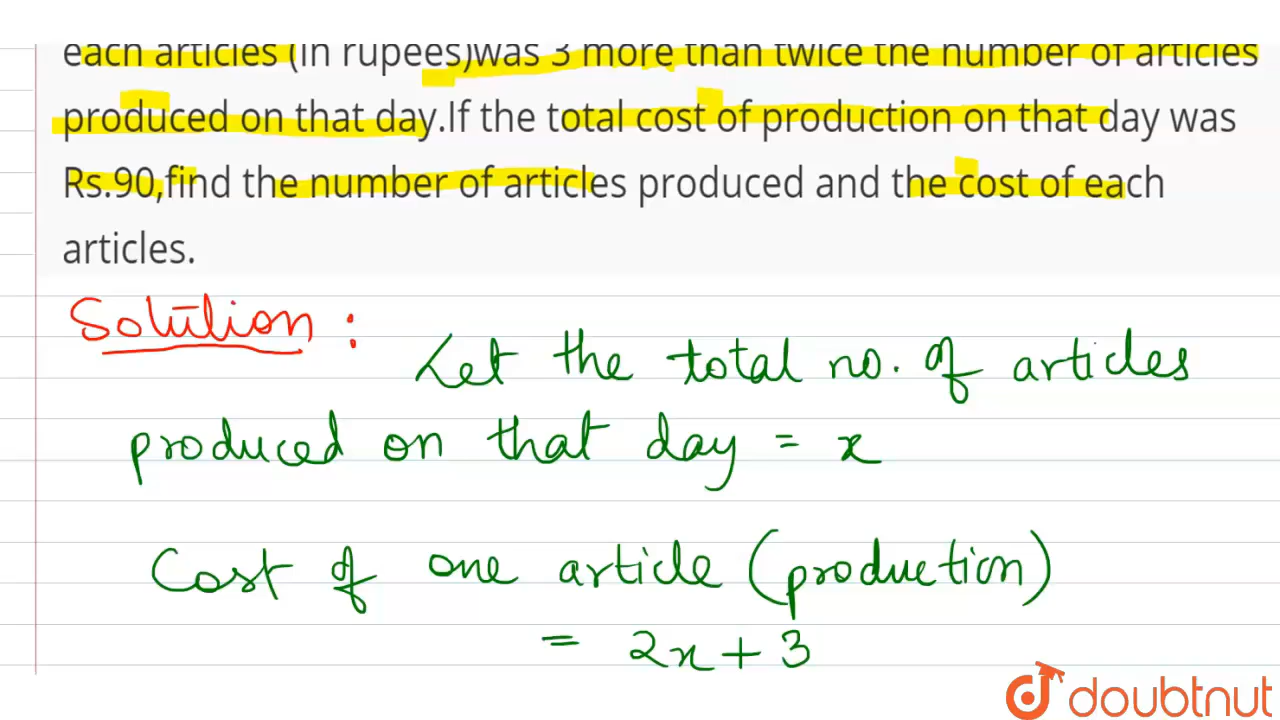 each articles (in rupees)was 3 more than twice the number of articles
produced on that day.If the total cost of production on that day was
Rs.90,find the number of articles produced and the cost of each
articles.
Solution :
Let the total no. of articles
produced on that day = x
Cost of one article (production)
= 2x + 3
doubtnut